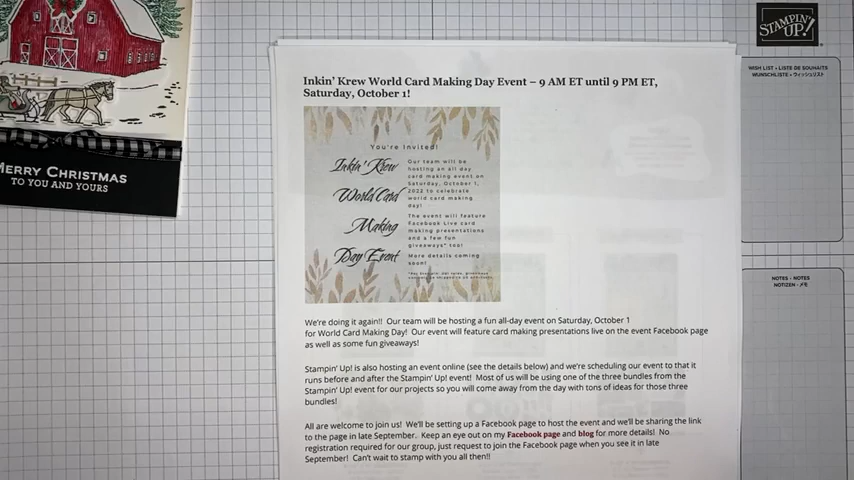 MERRY CHRISTMAS
TO YOU AND YOURS
Inkin' Krew World Card Making Day Event – 9 AM ET until 9 PM ET,
Saturday, October 1!
You're Invited!
Inkin' Krew
World Card
Making
Day Event
Our team will be
hosting an all day
card making event on
Saturday, October 1,
2022 to celebrate
world card making
day!
The event will feature
Facebook Live card
making presentations
and a few fun
giveaways* too!
More details coming
soon!
We're doing it again!! Our team will be hosting a fun all-day event on Saturday, October 1
for World Card Making Day! Our event will feature card making presentations live on the event Facebook page
as well as some fun giveaways!
Stampin' Up! is also hosting an event online (see the details below) and we're scheduling our event to that it
runs before and after the Stampin' Up! event! Most of us will be using one of the three bundles from the
Stampin' Up! event for our projects so you will come away from the day with tons of ideas for those three
bundles!
All are welcome to join us! We'll be setting up a Facebook page to host the event and we'll be sharing the link
to the page in late September. Keep an eye out on my Facebook page and blog for more details! No
registration required for our group, just request to join the Facebook page when you see it in late
September! Can't wait to stamp with you all then!!
STAMPIN' UP!
WISH LIST • LISTE DE SOUHAITS
WUNSCHLISTE • ウィッシュリスト
NOTES • NOTES
NOTIZEN • メモ